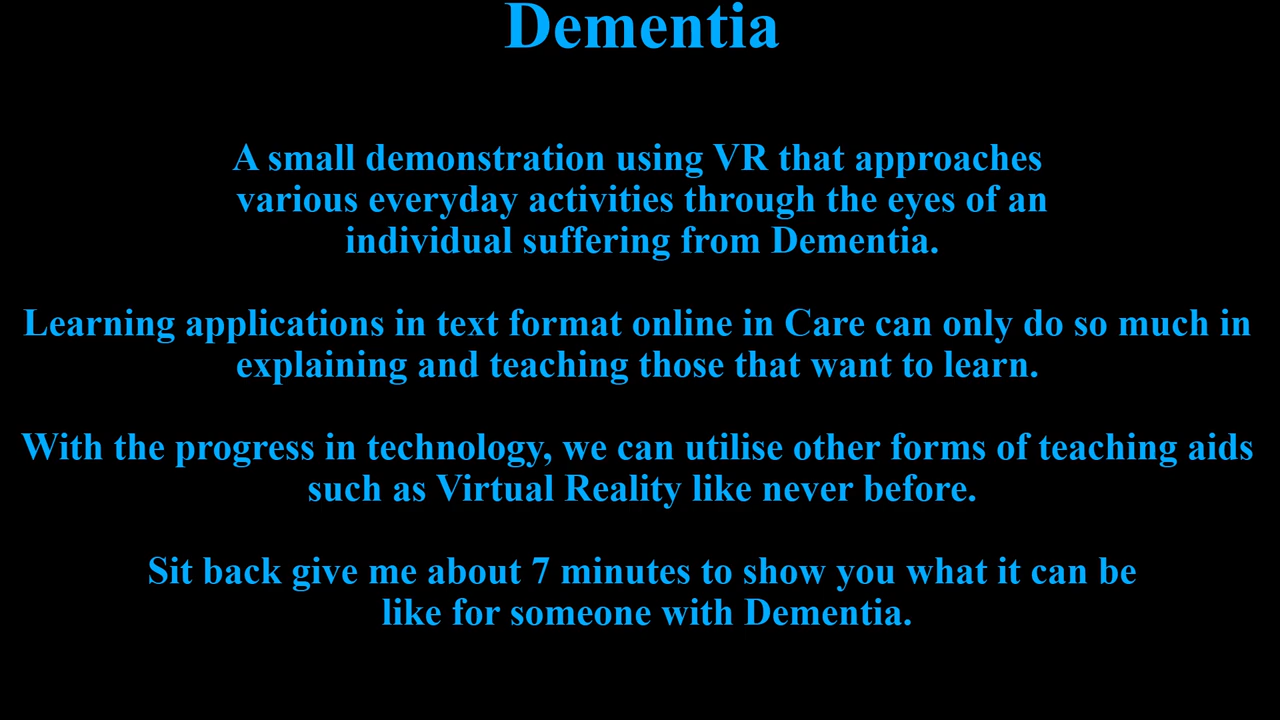 Dementia
A small demonstration using VR that approaches
various everyday activities through the eyes of an
individual suffering from Dementia.
Learning applications in text format online in Care can only do so much in
explaining and teaching those that want to learn.
With the progress in technology, we can utilise other forms of teaching aids
such as Virtual Reality like never before.
Sit back give me about 7 minutes to show you what it can be
like for someone with Dementia.